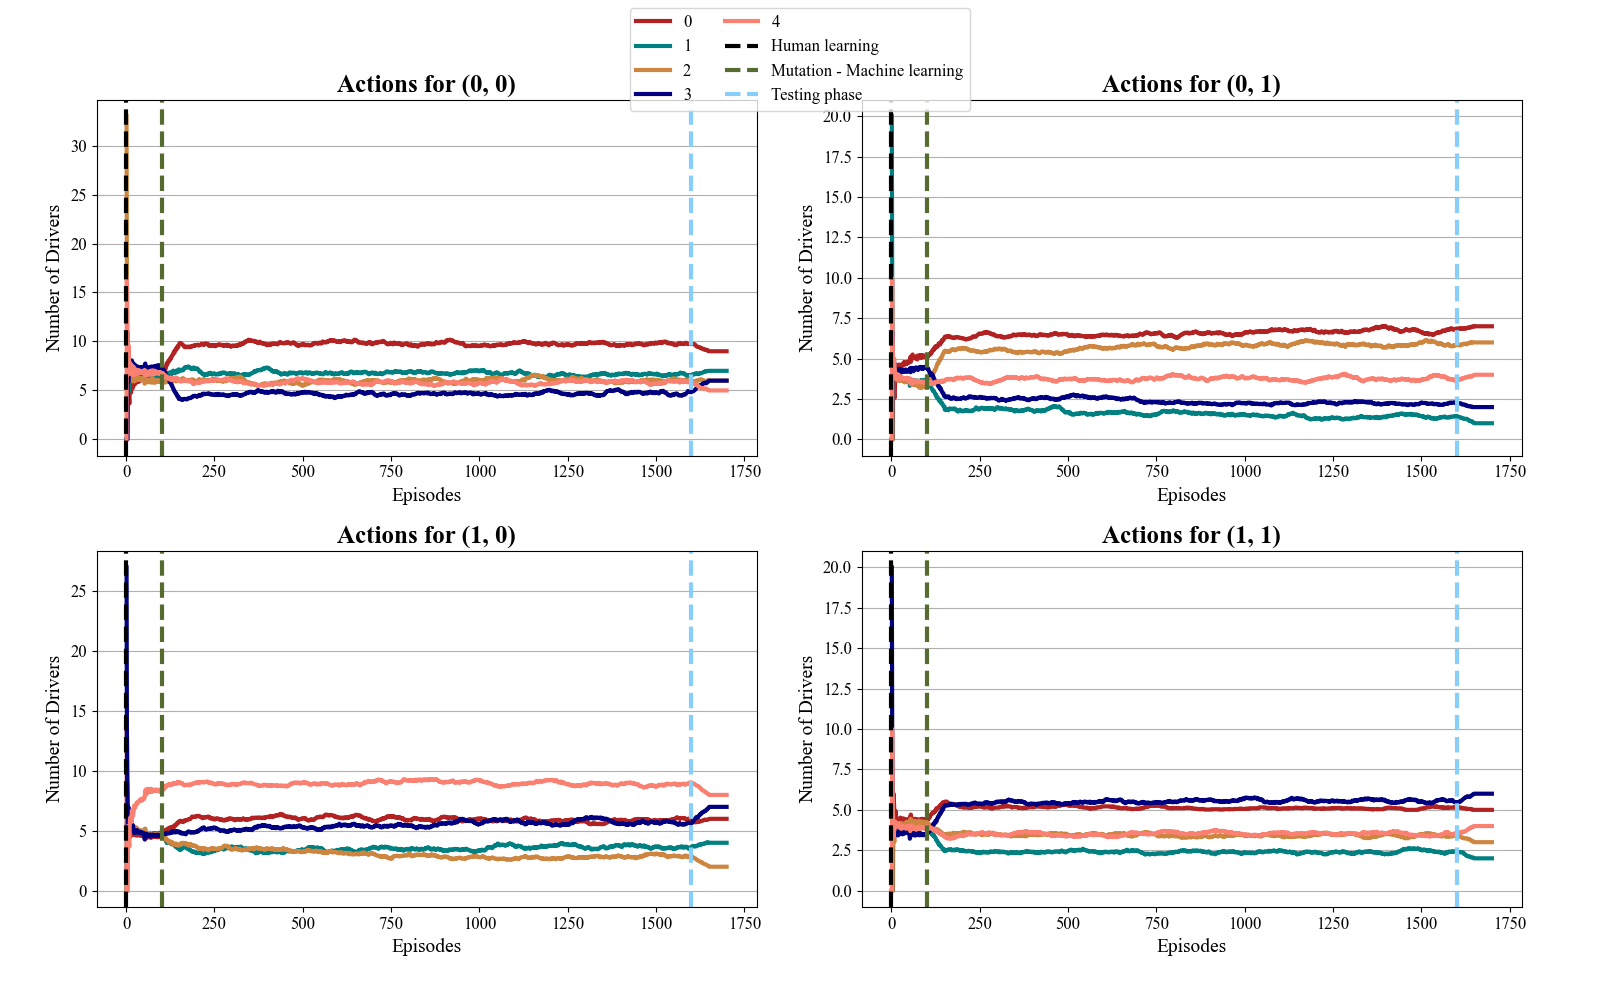 0
1
2
3
4
Human learning
Mutation - Machine learning
Testing phase
Actions for (0, 0)
Number of Drivers
30
25
20
15
10
5
0
0 250 500 750 1000 1250 1500 1750
Episodes
Actions for (0, 1)
Number of Drivers
20.0
17.5
15.0
12.5
10.0
7.5
5.0
2.5
0.0
0 250 500 750 1000 1250 1500 1750
Episodes
Actions for (1, 0)
Number of Drivers
25
20
15
10
5
0
0 250 500 750 1000 1250 1500 1750
Episodes
Actions for (1, 1)
Number of Drivers
20.0
17.5
15.0
12.5
10.0
7.5
5.0
2.5
0.0
0 250 500 750 1000 1250 1500 1750
Episodes